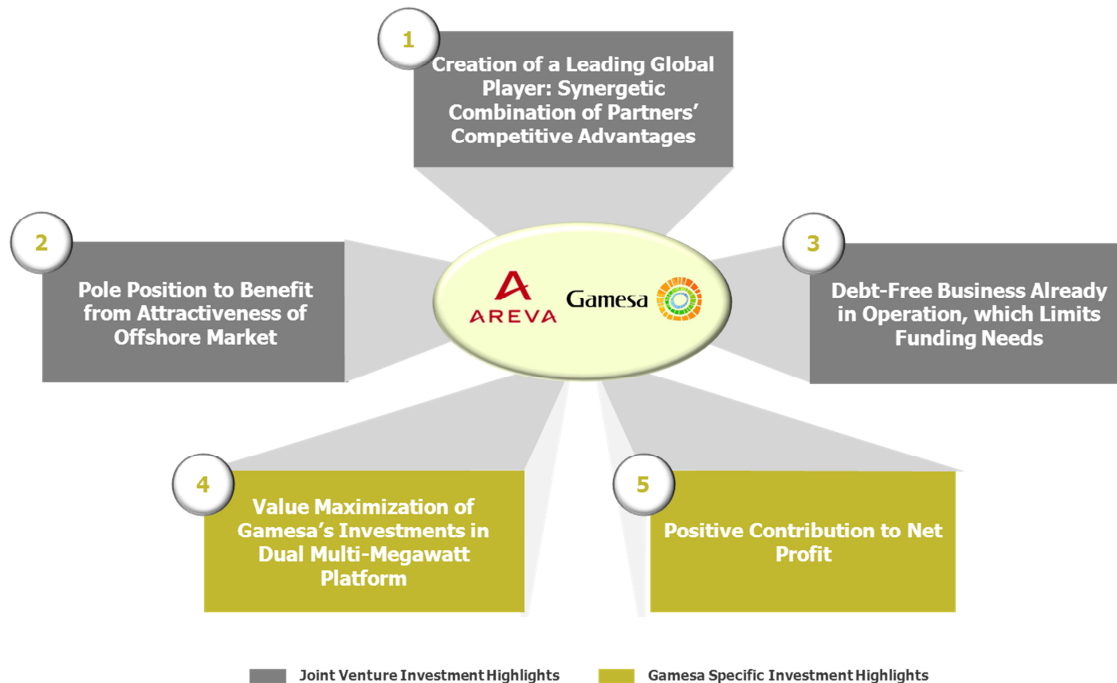 1
Creation of a Leading Global
Player: Synergetic
Combination of Partners’
Competitive Advantages
2
Pole Position to Benefit
from Attractiveness of
Offshore Market
AREVA
Gamesa
3
Debt-Free Business Already
in Operation, which Limits
Funding Needs
4
Value Maximization of
Gamesa’s Investments in
Dual Multi-Megawatt
Platform
5
Positive Contribution to Net
Profit
Joint Venture Investment Highlights
Gamesa Specific Investment Highlights